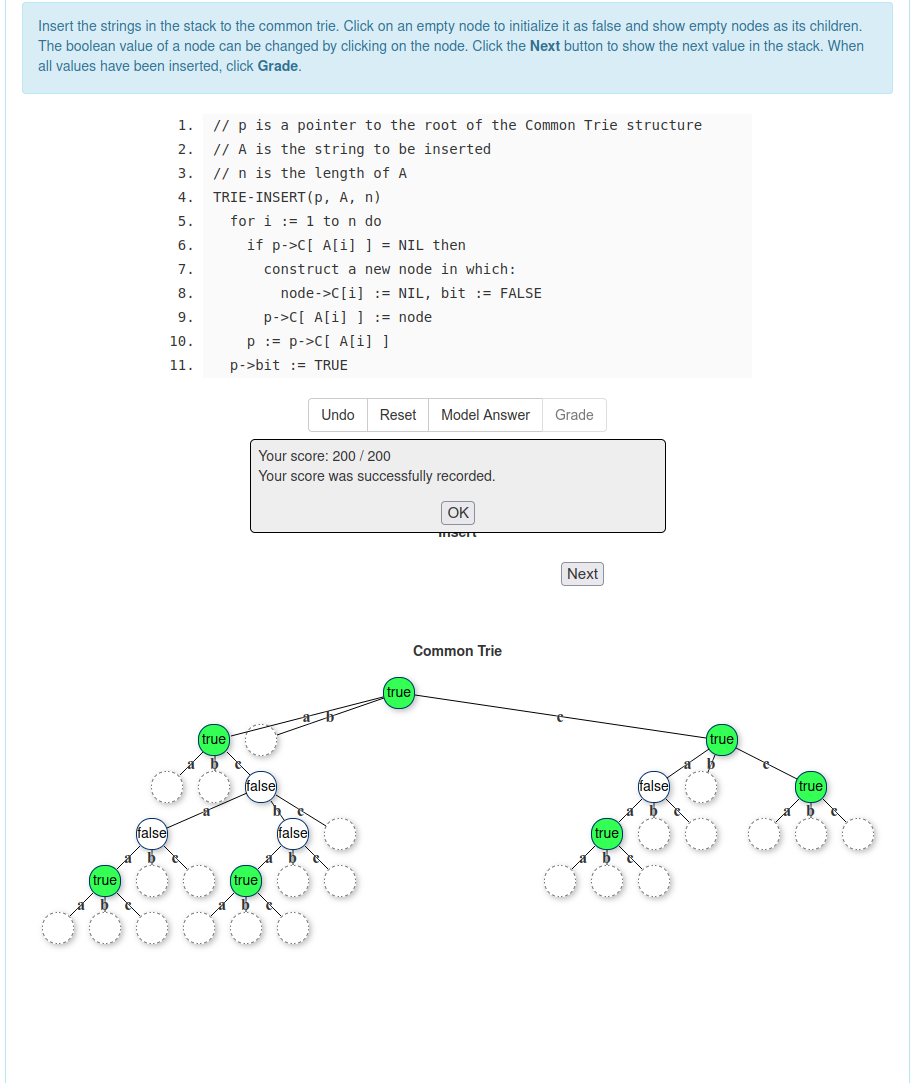 Insert the strings in the stack to the common trie. Click on an empty node to initialize it as false and show empty nodes as its children.
The boolean value of a node can be changed by clicking on the node. Click the Next button to show the next value in the stack. When
all values have been inserted, click Grade.
1. // p is a pointer to the root of the Common Trie structure
2. // A is the string to be inserted
3. // n is the length of A
4. TRIE-INSERT(p, A, n)
5. for i := 1 to n do
6. if p->C[ A[i] ] = NIL then
7. construct a new node in which:
8. node->C[i] := NIL, bit := FALSE
9. p->C[ A[i] ] := node
10. p := p->C[ A[i] ]
11. p->bit := TRUE
Undo Reset Model Answer Grade
Your score: 200 / 200
Your score was successfully recorded.
OK
Insert
Next
Common Trie
true
a b c
true true
a b c a b c
false false true
a b c a b c a b c
false false true
a b c a b c a b c
true true
a b c a b c